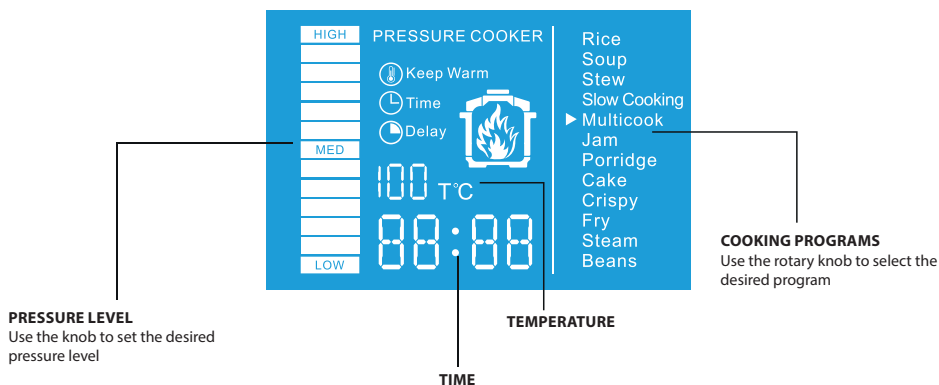 HIGH
MED
LOW
PRESSURE COOKER
Keep Warm
Time
Delay
100 T°C
88:88
Rice
Soup
Stew
Slow Cooking
Multicook
Jam
Porridge
Cake
Crispy
Fry
Steam
Beans
PRESSURE LEVEL
Use the knob to set the desired
pressure level
TIME
TEMPERATURE
COOKING PROGRAMS
Use the rotary knob to select the
desired program